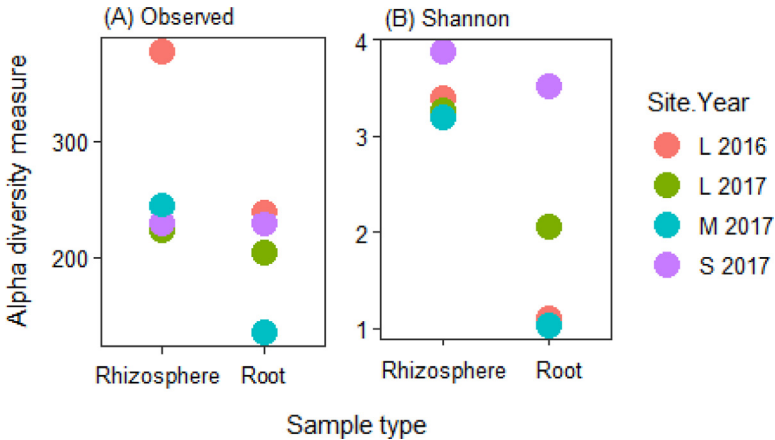 (A) Observed
(B) Shannon
Alpha diversity measure
300
200
4
3
2
1
Rhizosphere
Root
Rhizosphere
Root
Sample type
Site.Year
L 2016
L 2017
M 2017
S 2017